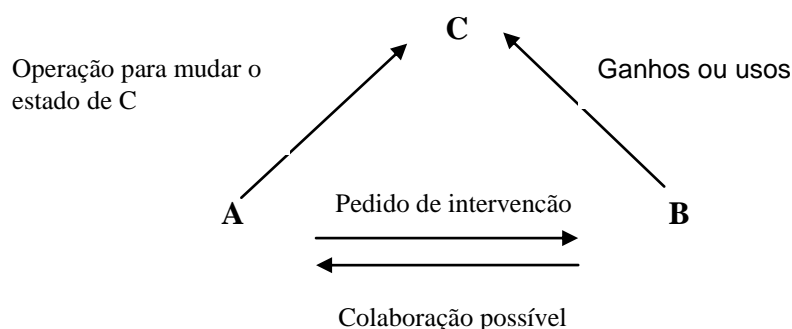 C
Operação para mudar o
estado de C
Ganhos ou usos
A
Pedido de intervenção
B
Colaboração possível